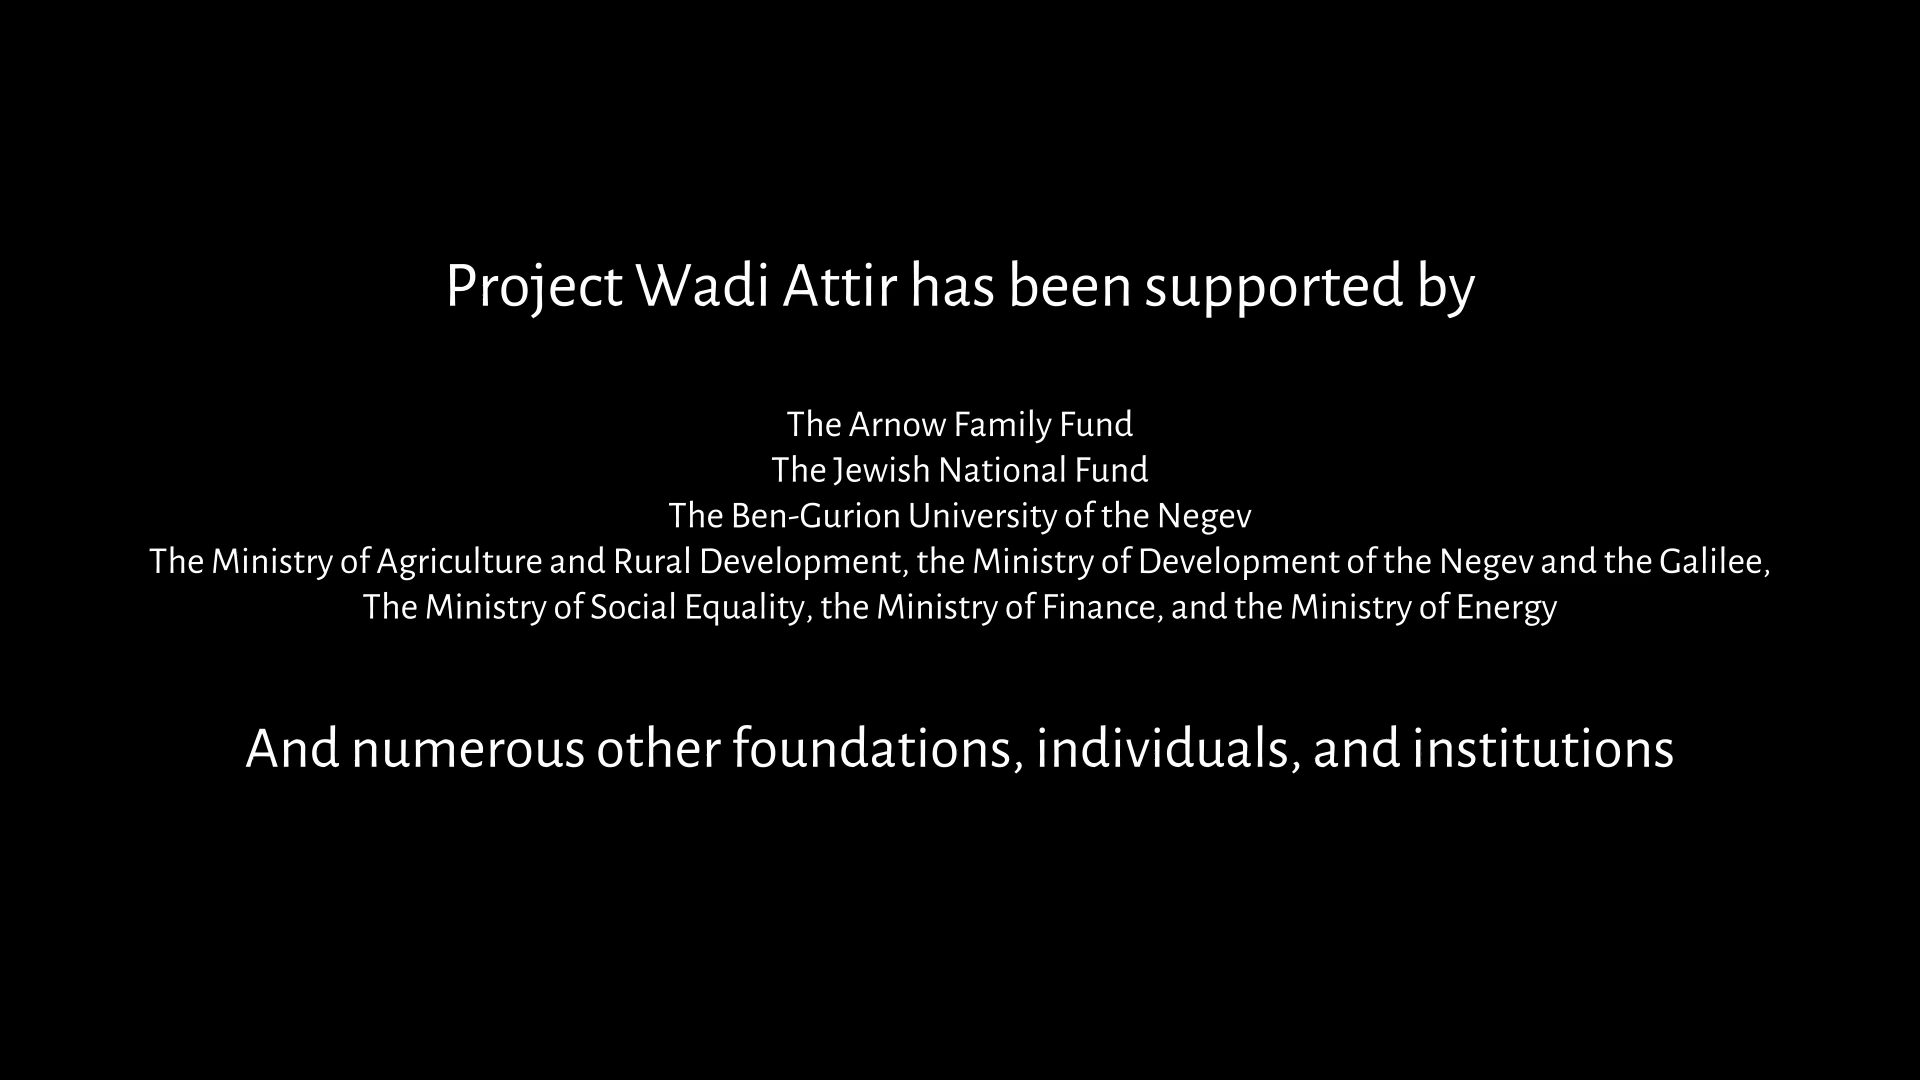 Project Wadi Attir has been supported by
The Arnow Family Fund
The Jewish National Fund
The Ben-Gurion University of the Negev
The Ministry of Agriculture and Rural Development, the Ministry of Development of the Negev and the Galilee,
The Ministry of Social Equality, the Ministry of Finance, and the Ministry of Energy
And numerous other foundations, individuals, and institutions